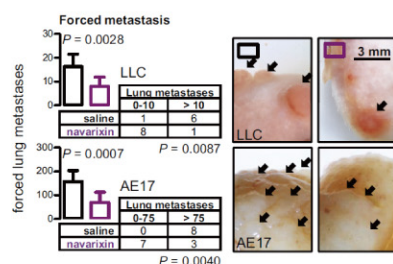 Forced metastasis
forced lung metastases
30
20
10
0
P = 0.0028
LLC
Lung metastases
0-10 > 10
saline 1 6
navarixin 8 1
P = 0.0087
300
200
100
0
P = 0.0007
AE17
Lung metastases
0-75 > 75
saline 0 8
navarixin 7 3
P = 0.0040
3 mm
LLC
AE17